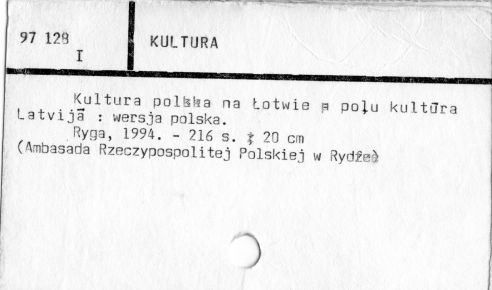 97 128
I
KULTURA
Kultura polska na Łotwie = poļu kultūra
Latvijā : wersja polska.
Ryga, 1994. - 216 s. ; 20 cm
(Ambasada Rzeczypospolitej Polskiej w Rydze)